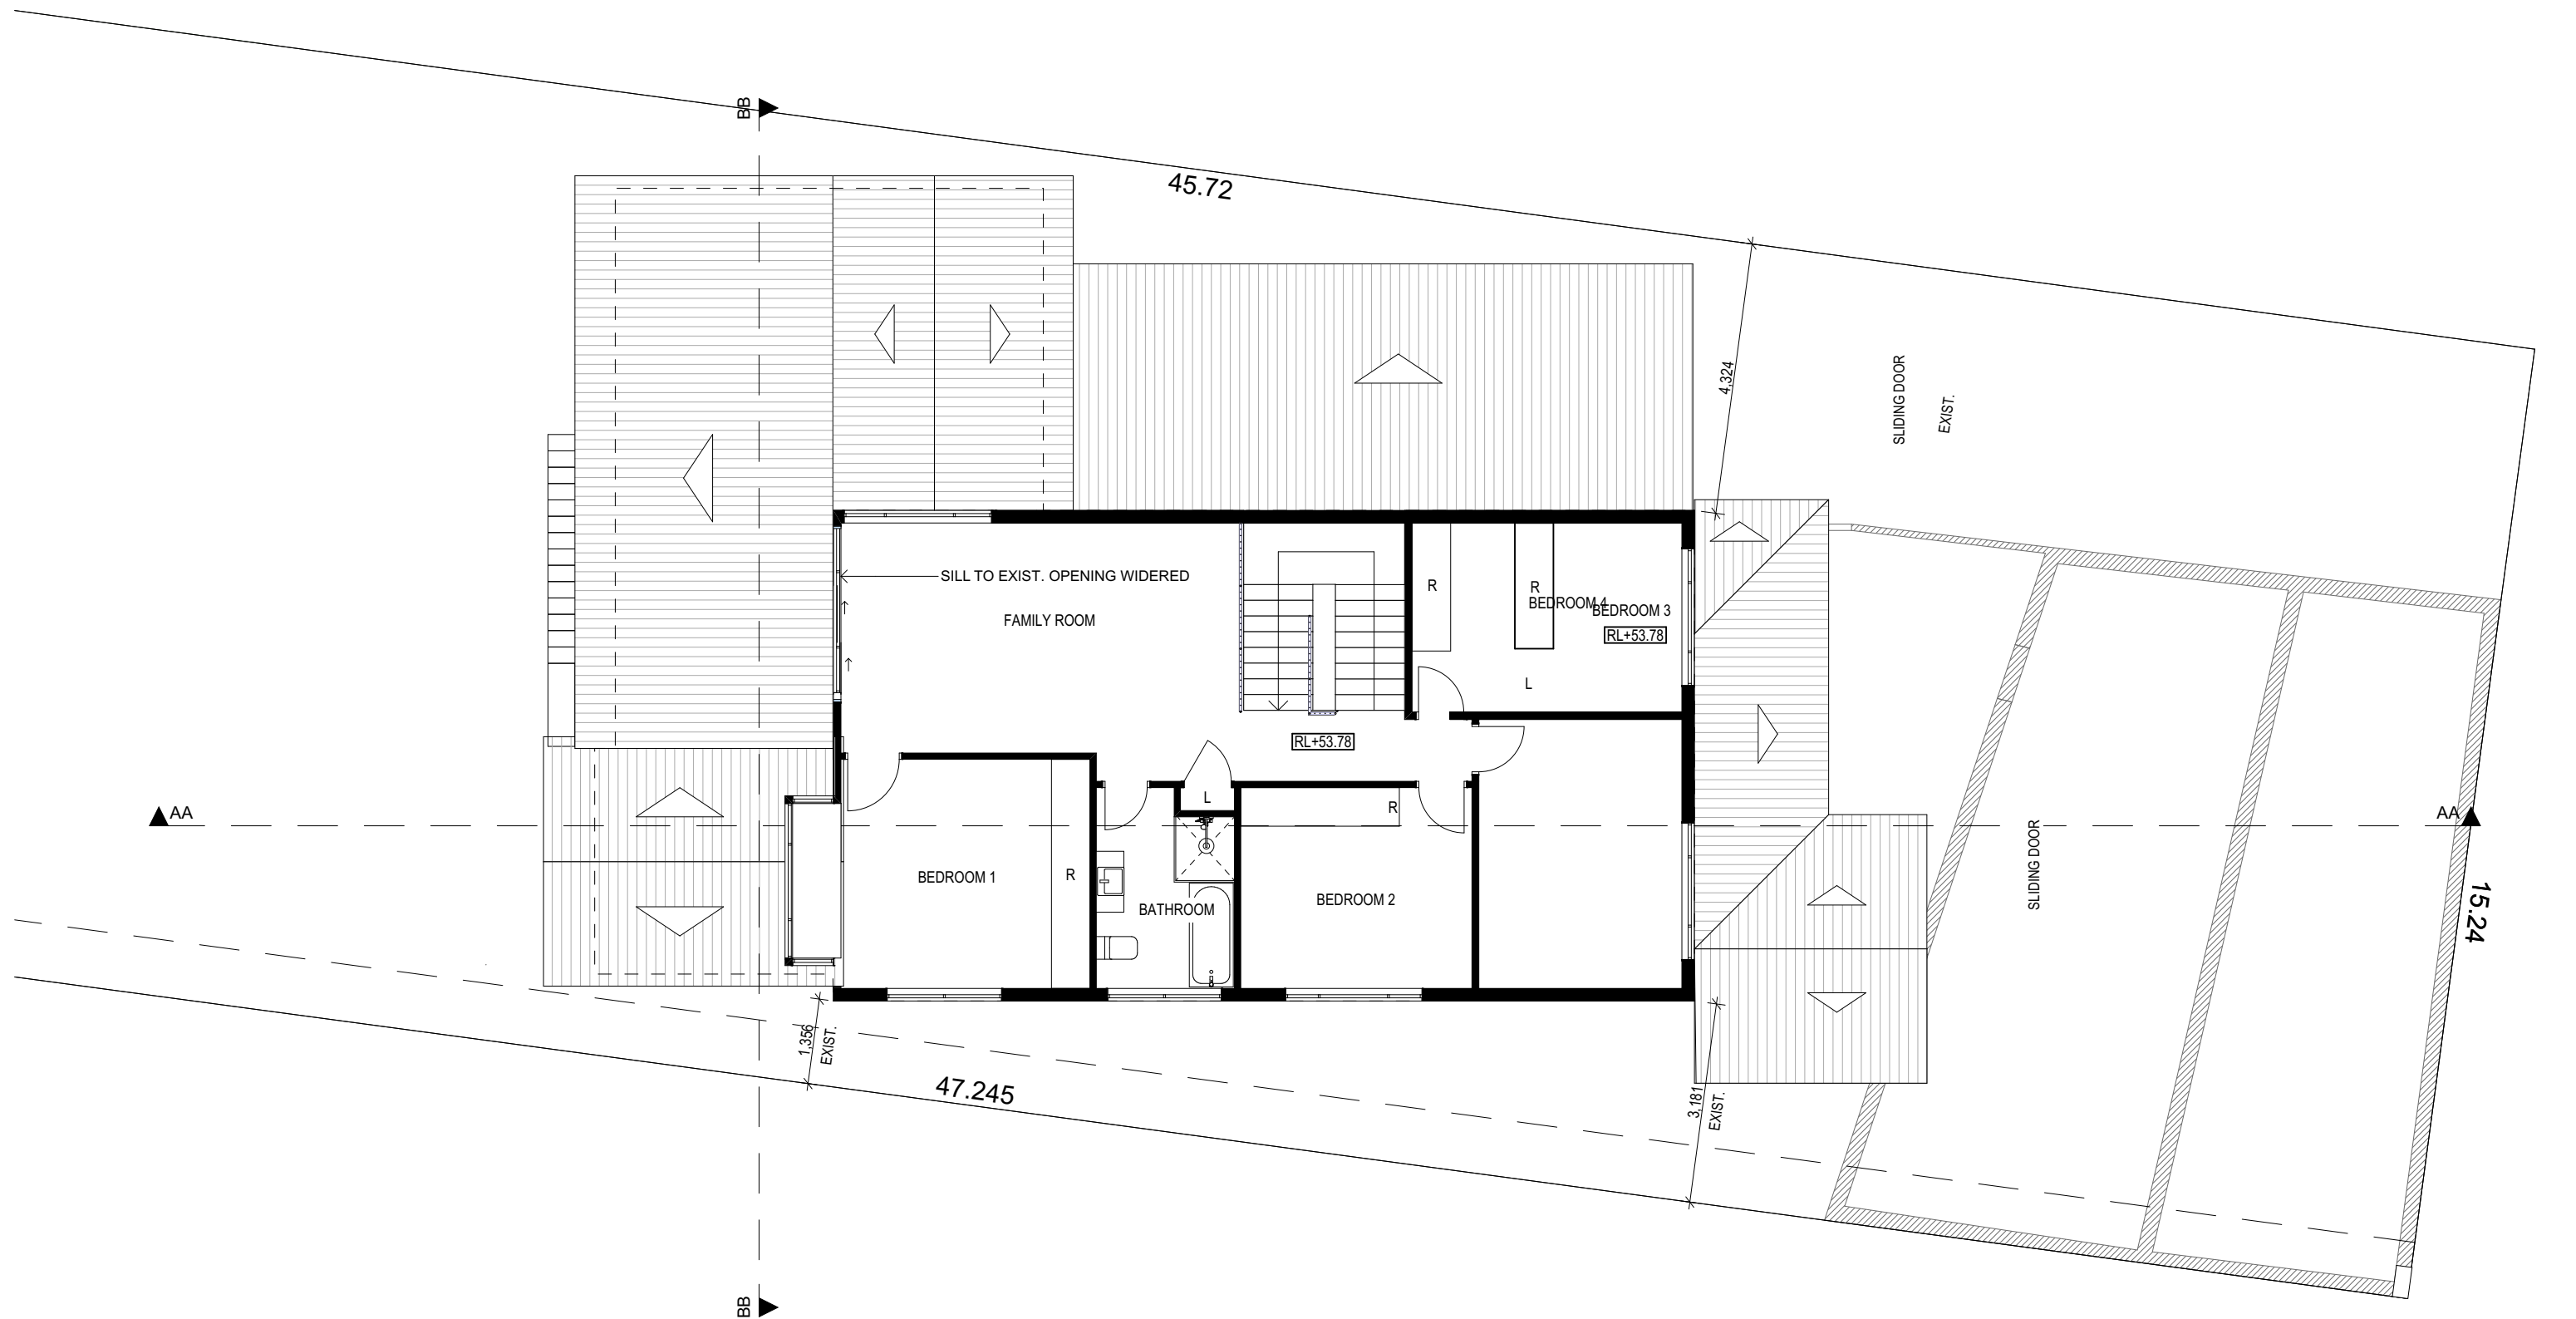 BB
45.72
4,324
SLIDING DOOR
EXIST.
SILL TO EXIST. OPENING WIDERED
FAMILY ROOM
R
R
BEDROOM 4
BEDROOM 3
RL+53.78
L
RL+53.78
AA
L
R
AA
SLIDING DOOR
BEDROOM 1
R
BATHROOM
BEDROOM 2
15.24
1,356
EXIST.
47.245
3,181
EXIST.
BB